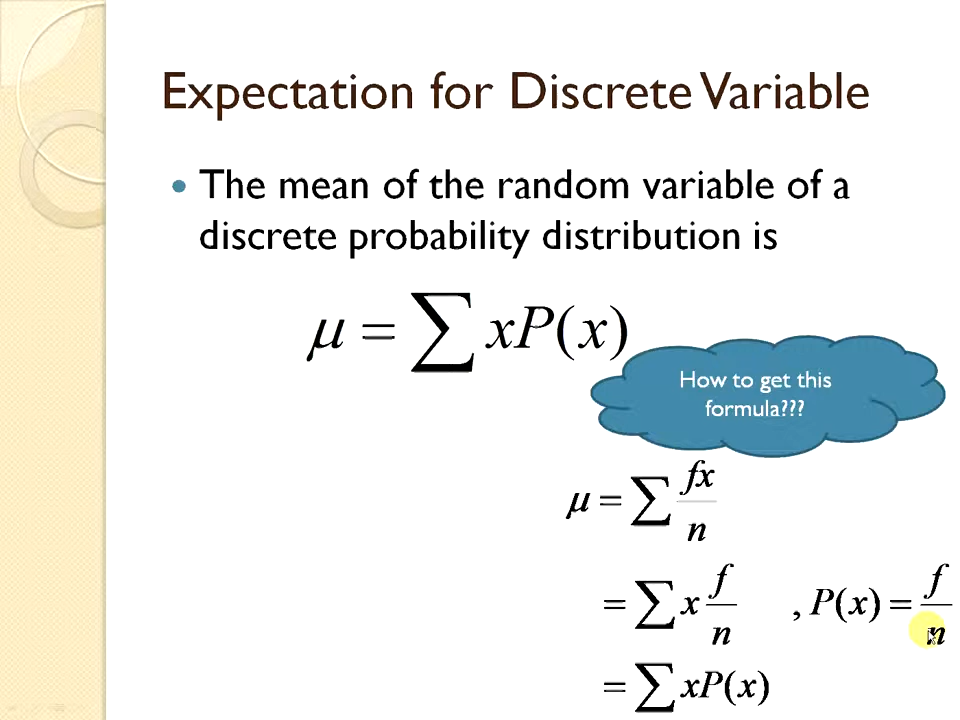 Expectation for Discrete Variable
• The mean of the random variable of a
discrete probability distribution is
μ = ∑ xP(x)
How to get this
formula???
μ = ∑ fx/n
= ∑ x f/n , P(x) = f/n
= ∑ xP(x)